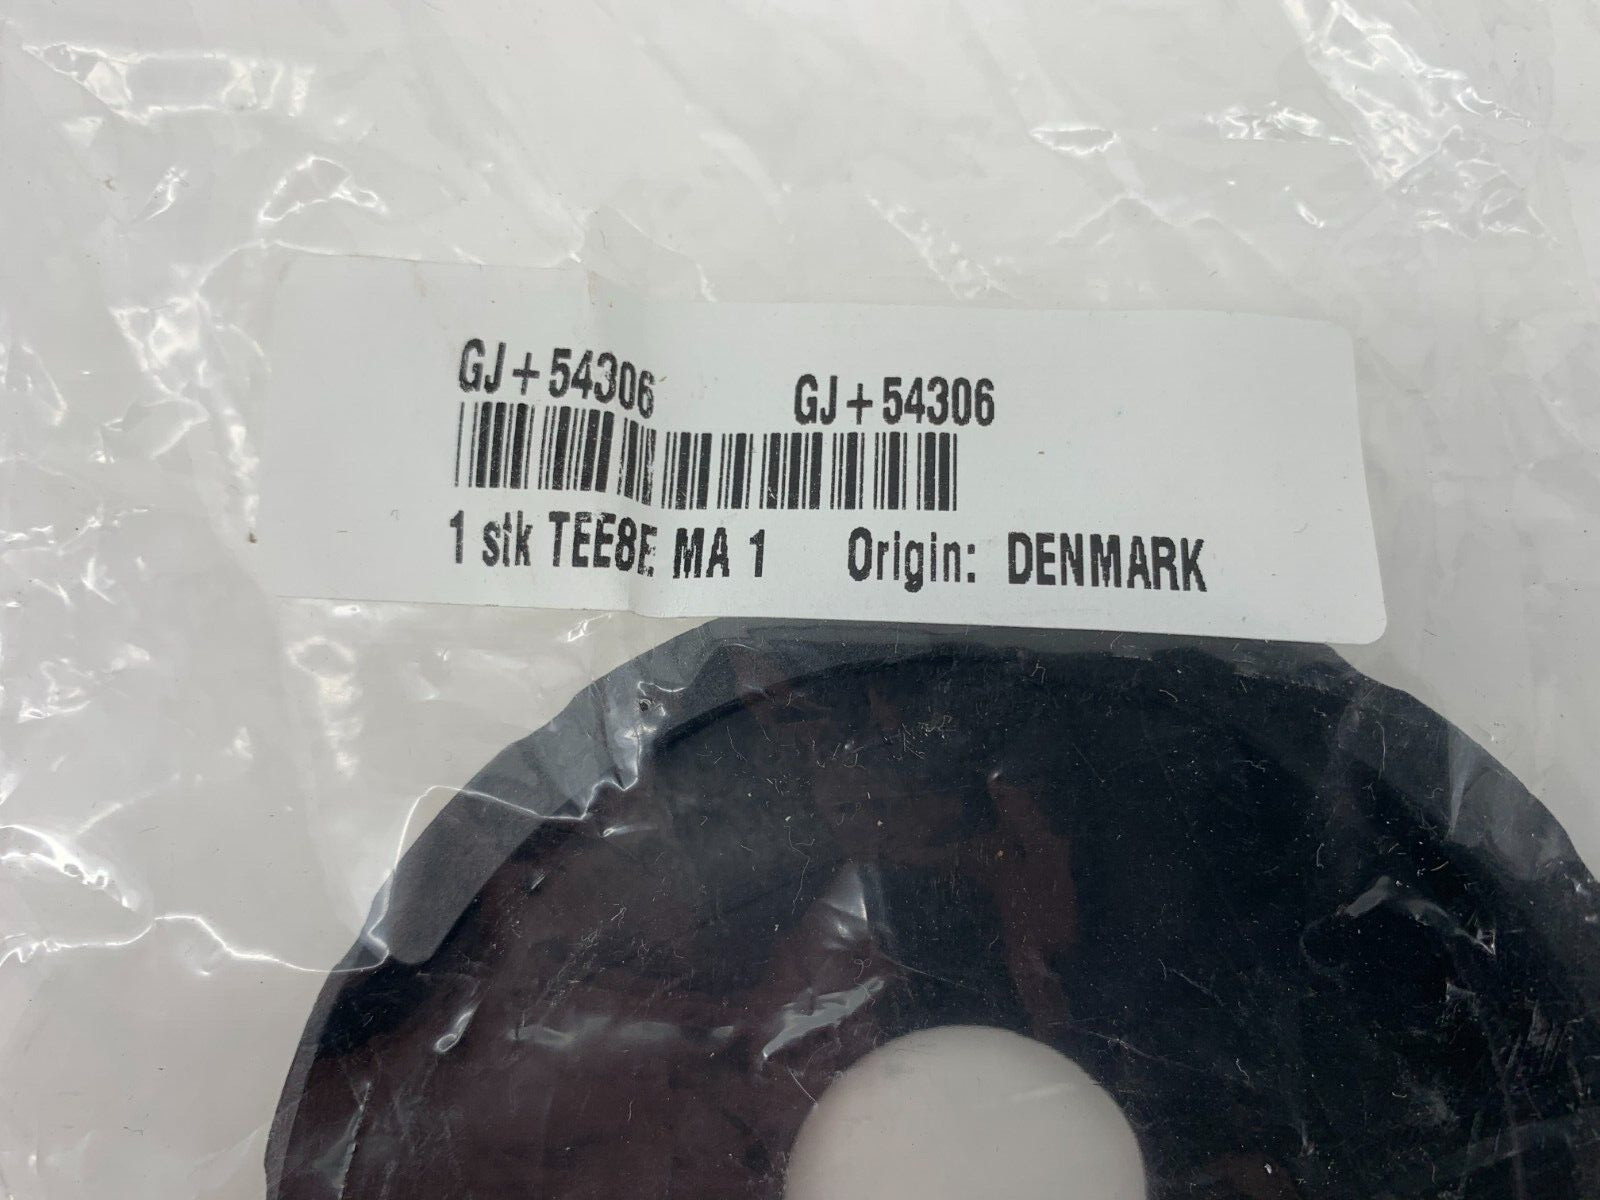 GJ+54306 GJ+54306
1 stk TEE8E MA 1 Origin: DENMARK